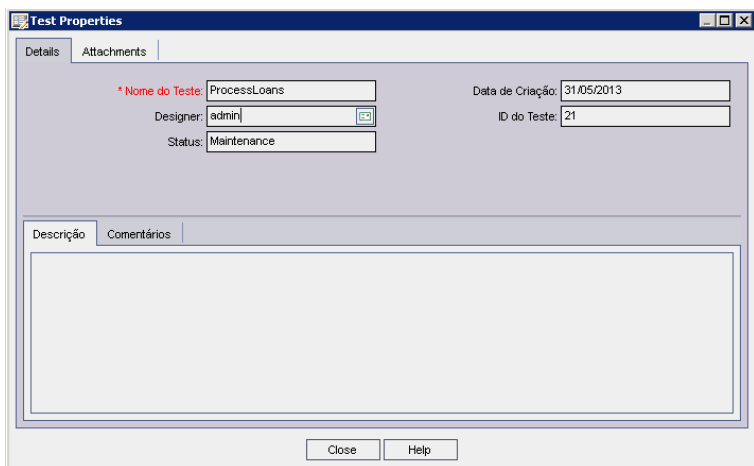 Test Properties
Details Attachments
* Nome do Teste: ProcessLoans
Data de Criação: 31/05/2013
Designer: admin
ID do Teste: 21
Status: Maintenance
Descrição Comentários
Close Help